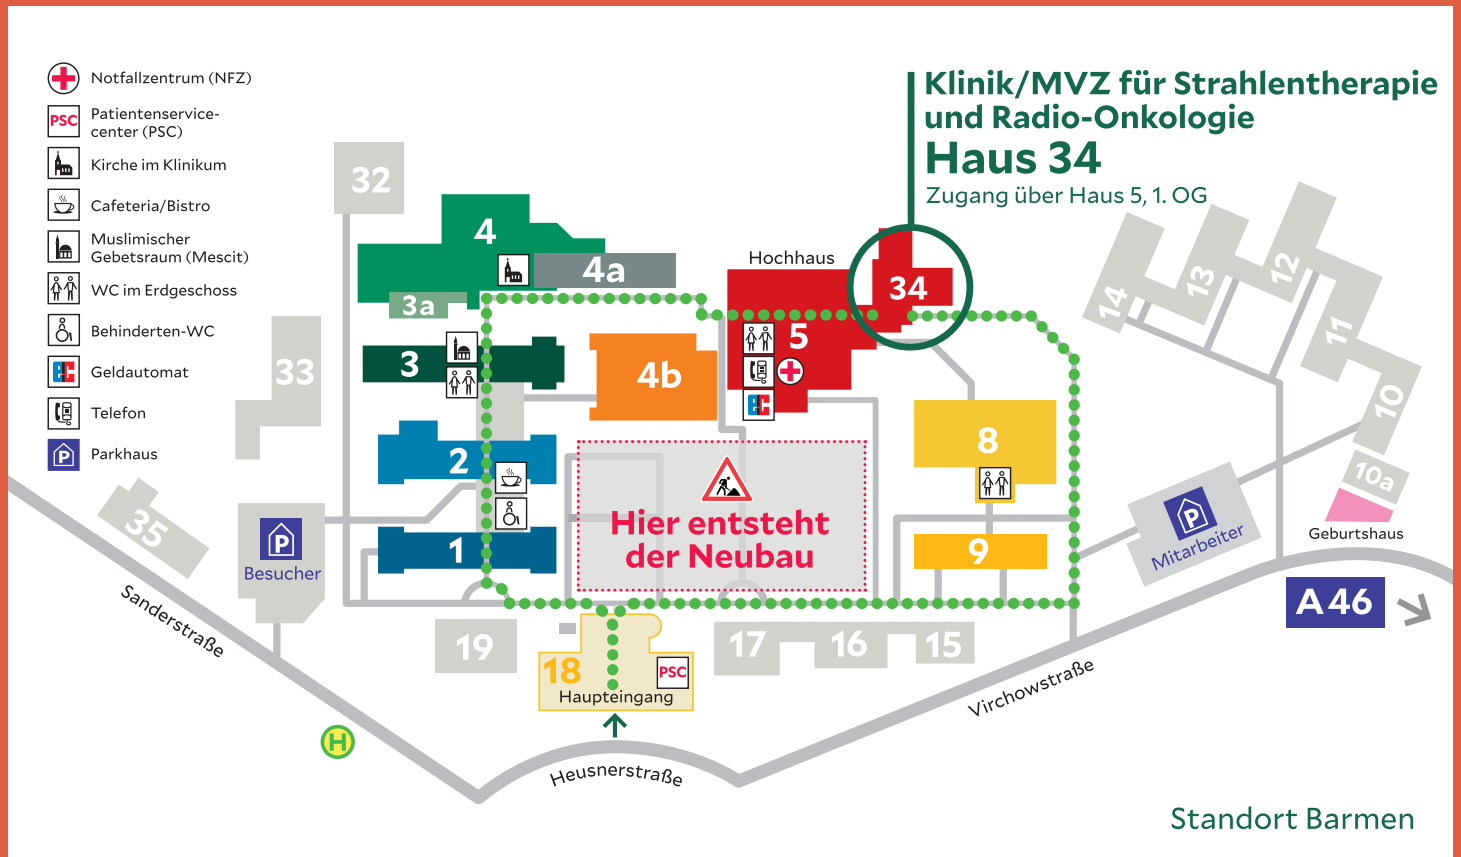 Notfallzentrum (NFZ)
PSC
Patientenservice-
center (PSC)
Kirche im Klinikum
Cafeteria/Bistro
Muslimischer
Gebetsraum (Mescit)
WC im Erdgeschoss
Behinderten-WC
ec
Geldautomat
Telefon
P
Parkhaus
Klinik/MVZ für Strahlentherapie
und Radio-Onkologie
Haus 34
Zugang über Haus 5, 1. OG
32
4
4a
3a
Hochhaus
34
5
ec
33
3
4b
2
8
1
9
Hier entsteht
der Neubau
14
13
12
11
10
10a
Geburtshaus
P
Mitarbeiter
35
P
Besucher
A 46
19
18
PSC
Haupteingang
17
16
15
Sanderstraße
H
Heusnerstraße
Virchowstraße
Standort Barmen